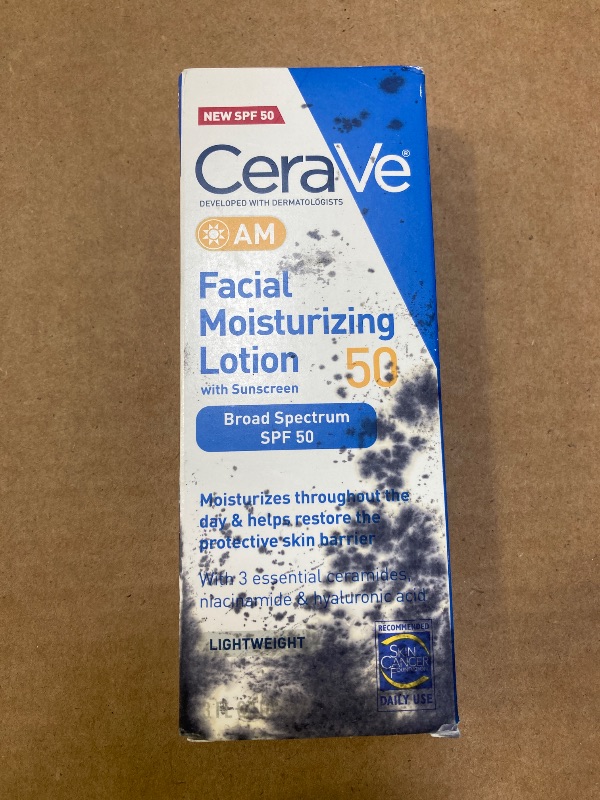 NEW SPF 50
CeraVe®
DEVELOPED WITH DERMATOLOGISTS
AM
Facial
Moisturizing
Lotion 50
with Sunscreen
Broad Spectrum
SPF 50
Moisturizes throughout the
day & helps restore the
protective skin barrier
With 3 essential ceramides,
niacinamide & hyaluronic acid
LIGHTWEIGHT
RECOMMENDED
SKIN
CANCER
FOUNDATION
DAILY USE